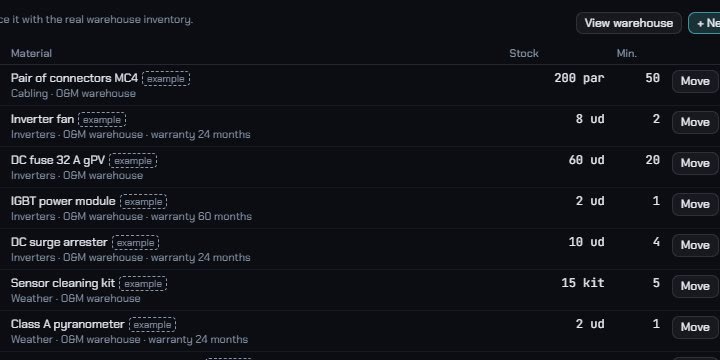 ce it with the real warehouse inventory.
View warehouse
+ Ne
Material Stock Min.
Pair of connectors MC4 example 200 par 50 Move
Cabling · O&M warehouse
Inverter fan example 8 ud 2 Move
Inverters · O&M warehouse · warranty 24 months
DC fuse 32 A gPV example 60 ud 20 Move
Inverters · O&M warehouse
IGBT power module example 2 ud 1 Move
Inverters · O&M warehouse · warranty 60 months
DC surge arrester example 10 ud 4 Move
Inverters · O&M warehouse · warranty 24 months
Sensor cleaning kit example 15 kit 5 Move
Weather · O&M warehouse
Class A pyranometer example 2 ud 1 Move
Weather · O&M warehouse · warranty 24 months